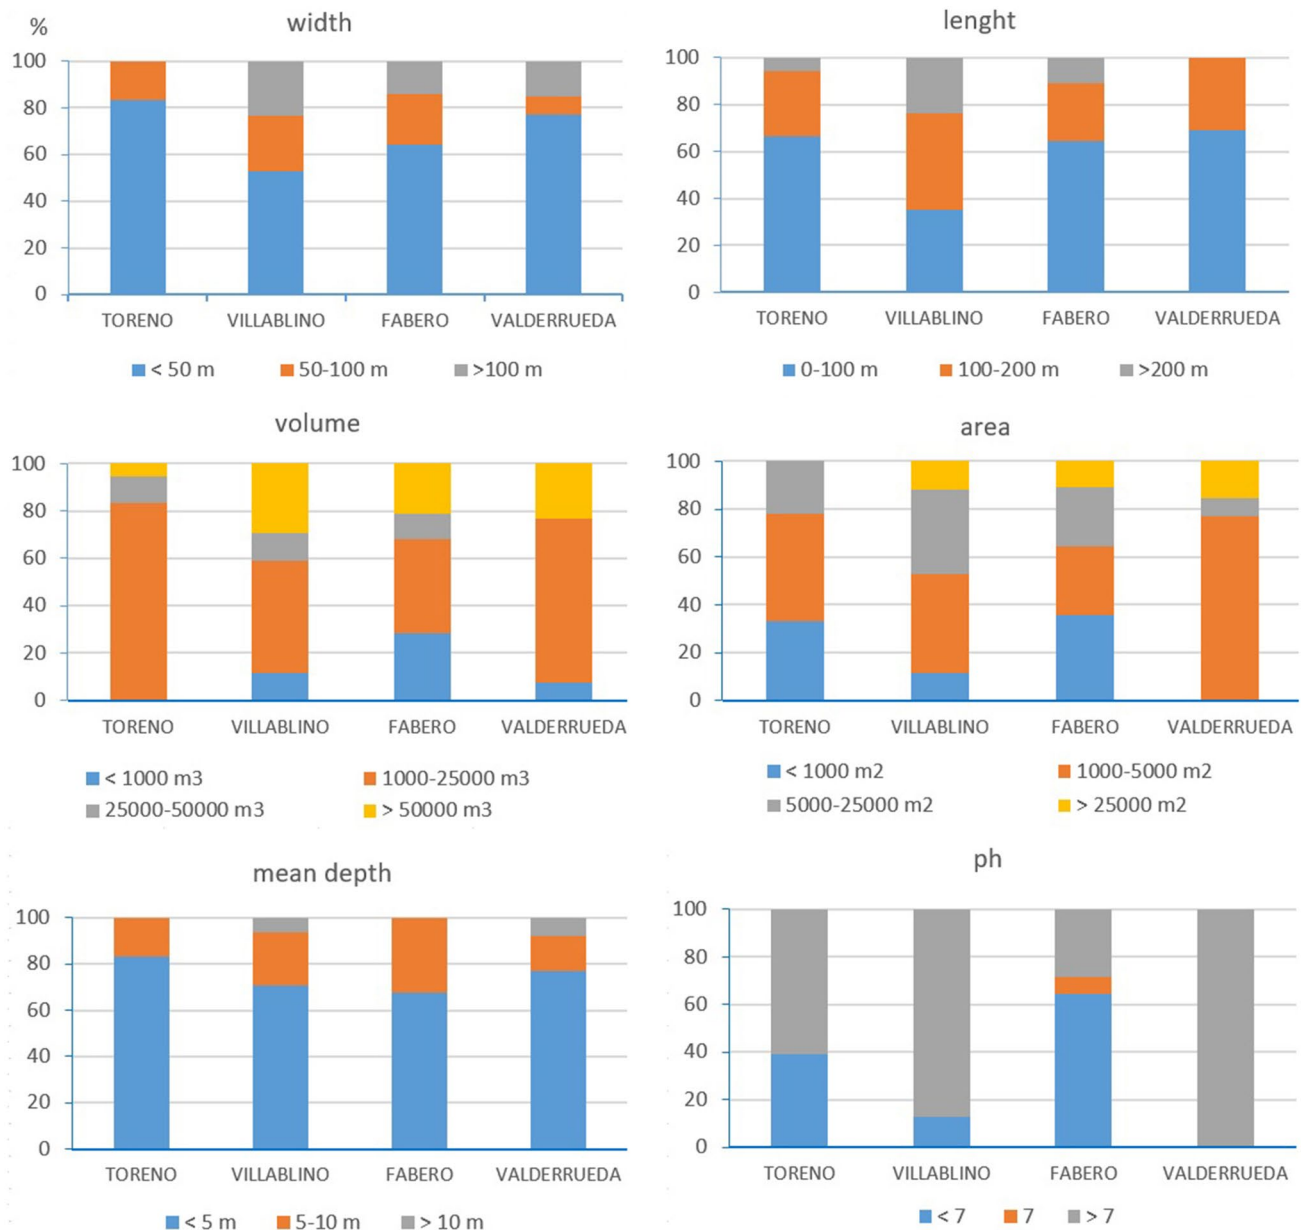 %
width
100
80
60
40
20
0
TORENO VILLABLINO FABERO VALDERRUEDA
< 50 m 50-100 m >100 m
lenght
100
80
60
40
20
0
TORENO VILLABLINO FABERO VALDERRUEDA
0-100 m 100-200 m >200 m
volume
100
80
60
40
20
0
TORENO VILLABLINO FABERO VALDERRUEDA
< 1000 m3 1000-25000 m3
25000-50000 m3 > 50000 m3
area
100
80
60
40
20
0
TORENO VILLABLINO FABERO VALDERRUEDA
< 1000 m2 1000-5000 m2
5000-25000 m2 > 25000 m2
mean depth
100
80
60
40
20
0
TORENO VILLABLINO FABERO VALDERRUEDA
< 5 m 5-10 m > 10 m
ph
100
80
60
40
20
0
TORENO VILLABLINO FABERO VALDERRUEDA
< 7 7 > 7